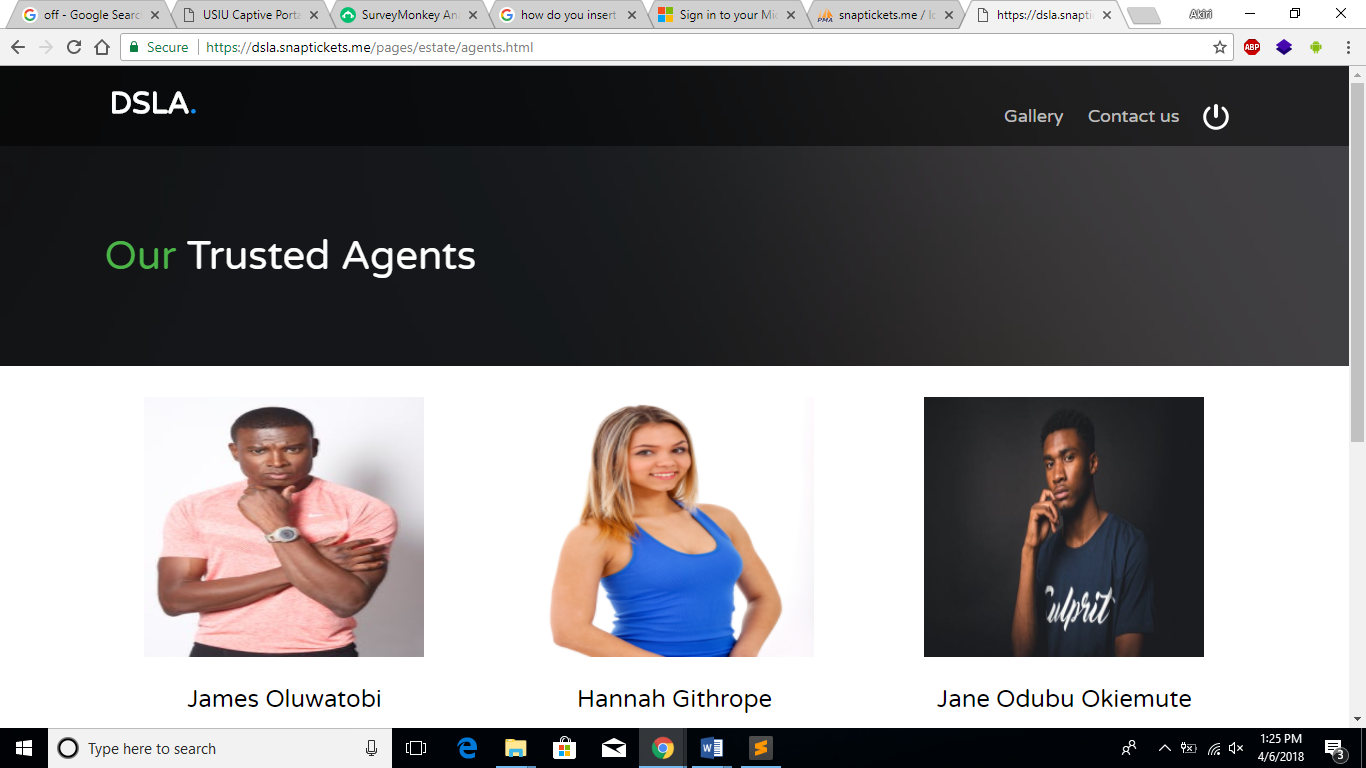 off - Google Searc
USIU Captive Porta
SurveyMonkey An
how do you insert
Sign in to your Mic
PMA
snaptickets.me / lo
https://dsla.snapti
Akiri
Secure
https://dsla.snaptickets.me/pages/estate/agents.html
ABP
DSLA.
Gallery
Contact us
Our Trusted Agents
Culprit
James Oluwatobi
Hannah Githrope
Jane Odubu Okiemute
Type here to search
1:25 PM
4/6/2018
3